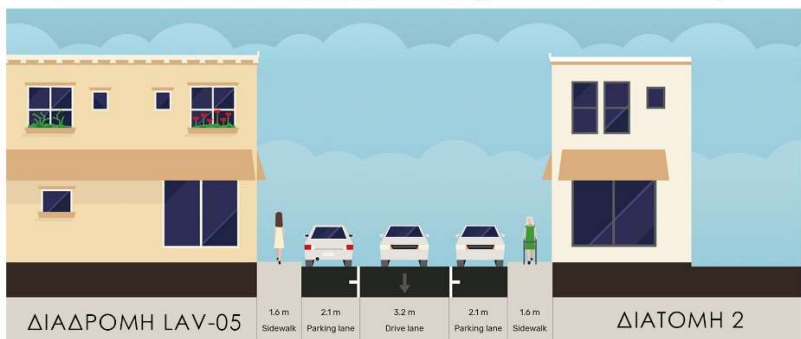 ΔΙΑΔΡΟΜΗ LAV-05
1.6 m
Sidewalk
2.1 m
Parking lane
3.2 m
Drive lane
2.1 m
Parking lane
1.6 m
Sidewalk
ΔΙΑΤΟΜΗ 2